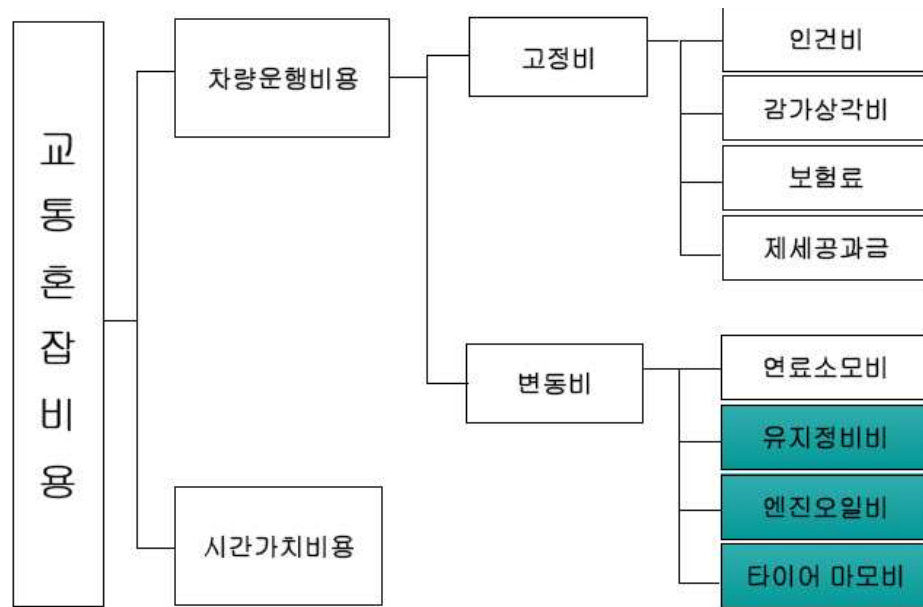 교통혼잡비용
차량운행비용
고정비
인건비
감가상각비
보험료
제세공과금
변동비
연료소모비
유지정비비
엔진오일비
타이어 마모비
시간가치비용